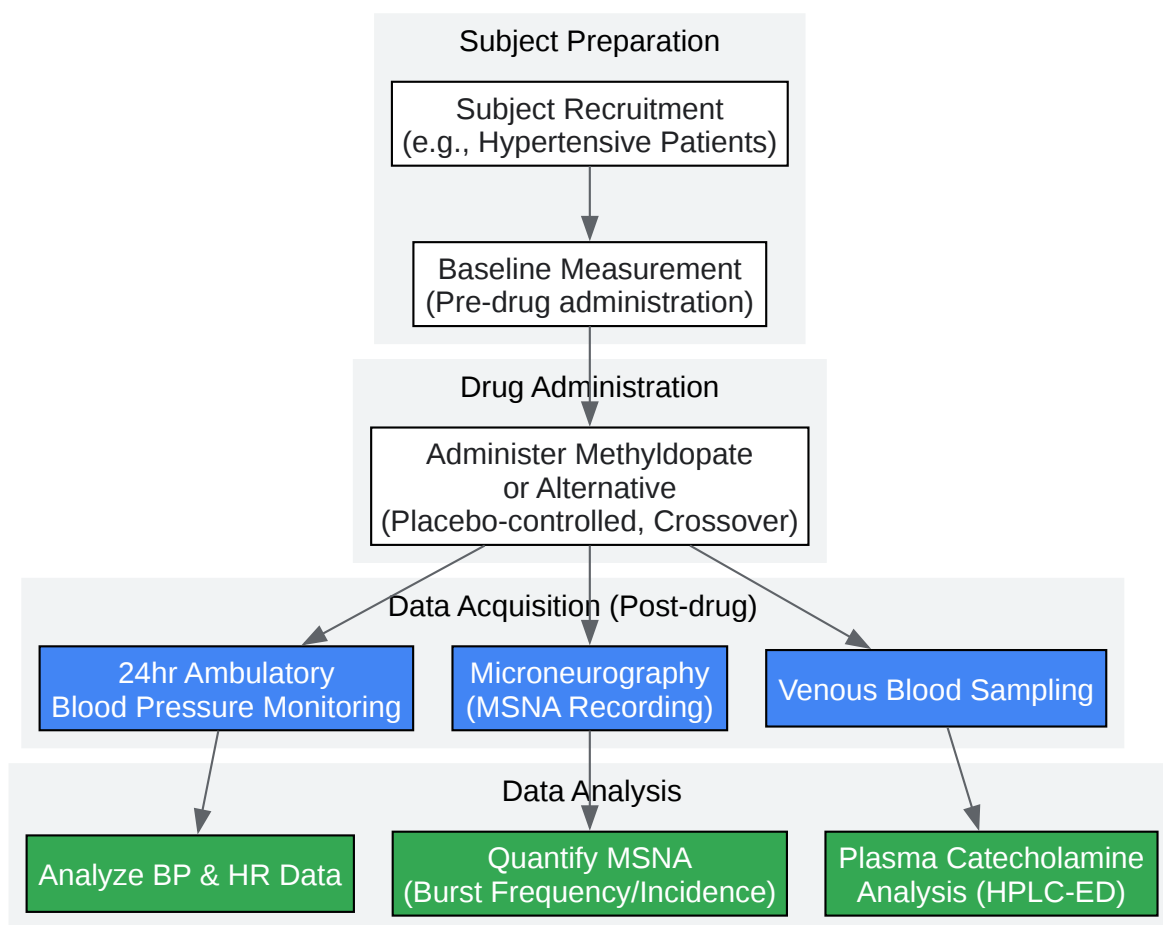 Subject Preparation
Subject Recruitment
(e.g., Hypertensive Patients)
Baseline Measurement
(Pre-drug administration)
Drug Administration
Administer Methyldopate
or Alternative
(Placebo-controlled, Crossover)
Data Acquisition (Post-drug)
24hr Ambulatory
Blood Pressure Monitoring
Microneurography
(MSNA Recording)
Venous Blood Sampling
Data Analysis
Analyze BP & HR Data
Quantify MSNA
(Burst Frequency/Incidence)
Plasma Catecholamine
Analysis (HPLC-ED)